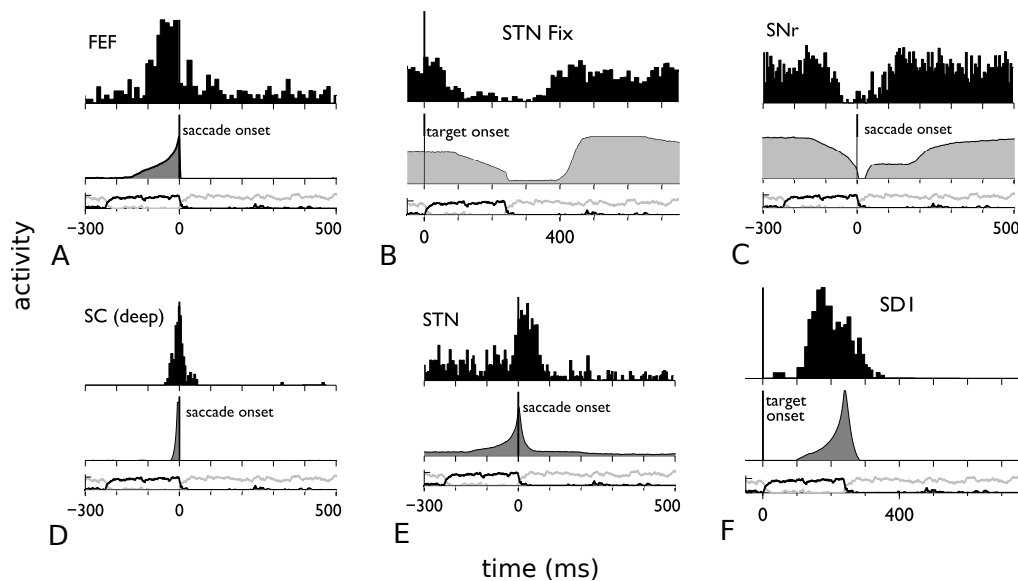 FEF
saccade onset
−300 0 500
A
STN Fix
target onset
0 400
B
SNr
saccade onset
−300 0 500
C
activity
SC (deep)
saccade onset
−300 0 500
D
STN
saccade onset
−300 0 500
E
SD1
target
onset
0 400
F
time (ms)